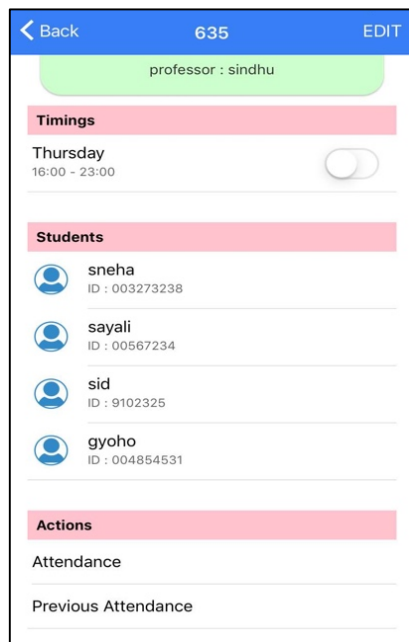 Back
635
EDIT
professor : sindhu
Timings
Thursday
16:00 - 23:00
Students
sneha
ID : 003273238
sayali
ID : 00567234
sid
ID : 9102325
gyoho
ID : 004854531
Actions
Attendance
Previous Attendance